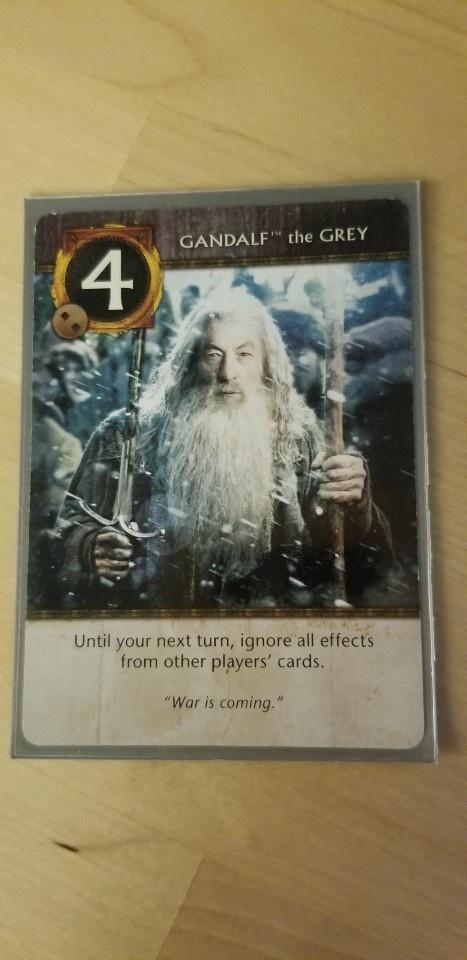 GANDALF™ the GREY
4
Until your next turn, ignore all effects
from other players' cards.
“War is coming.”